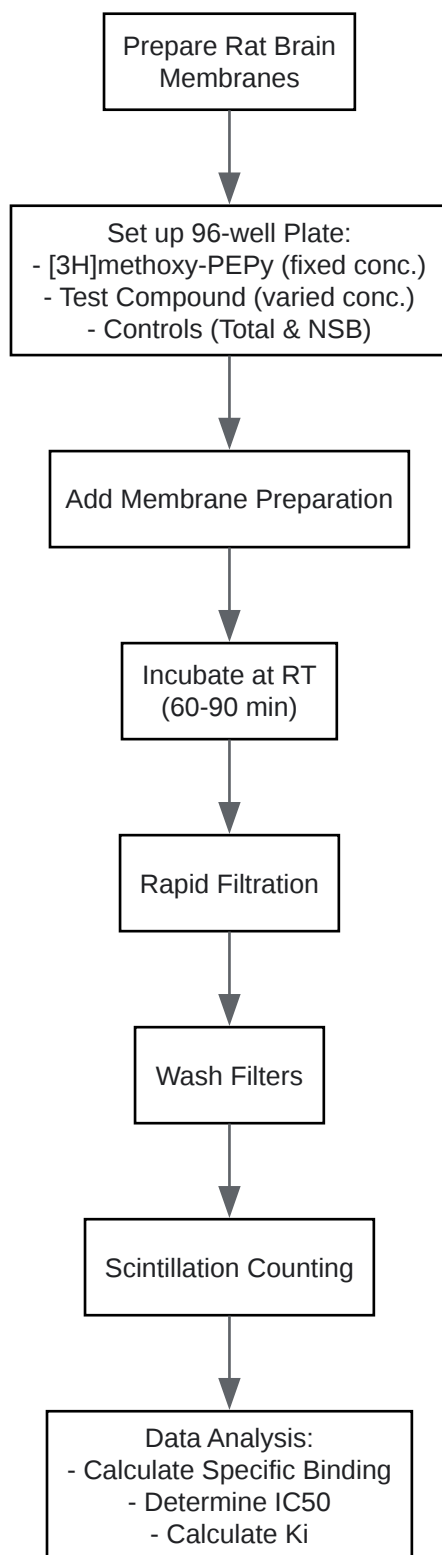 Prepare Rat Brain
Membranes
Set up 96-well Plate:
- [3H]methoxy-PEPy (fixed conc.)
- Test Compound (varied conc.)
- Controls (Total & NSB)
Add Membrane Preparation
Incubate at RT
(60-90 min)
Rapid Filtration
Wash Filters
Scintillation Counting
Data Analysis:
- Calculate Specific Binding
- Determine IC50
- Calculate Ki